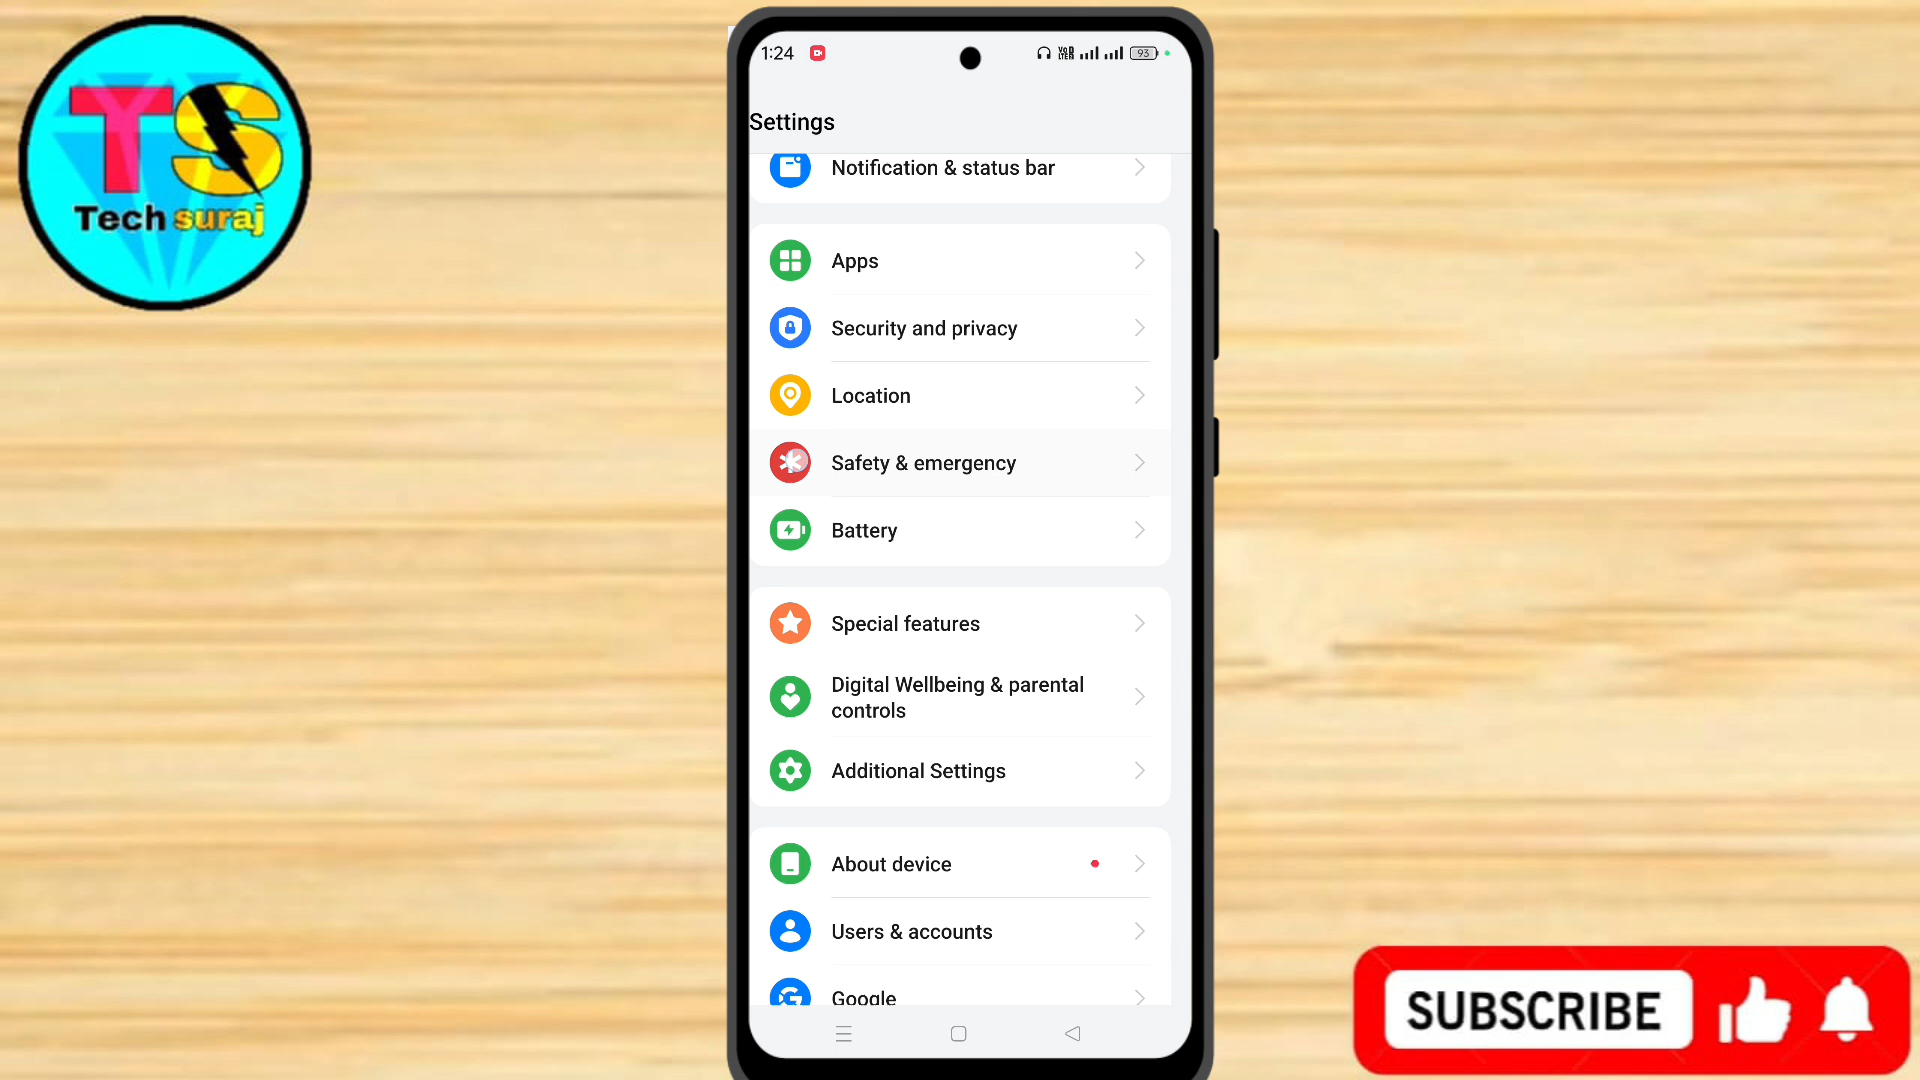 TS
Tech suraj
1:24
93
Settings
Notification & status bar
Apps
Security and privacy
Location
Safety & emergency
Battery
Special features
Digital Wellbeing & parental
controls
Additional Settings
About device
Users & accounts
Google
SUBSCRIBE